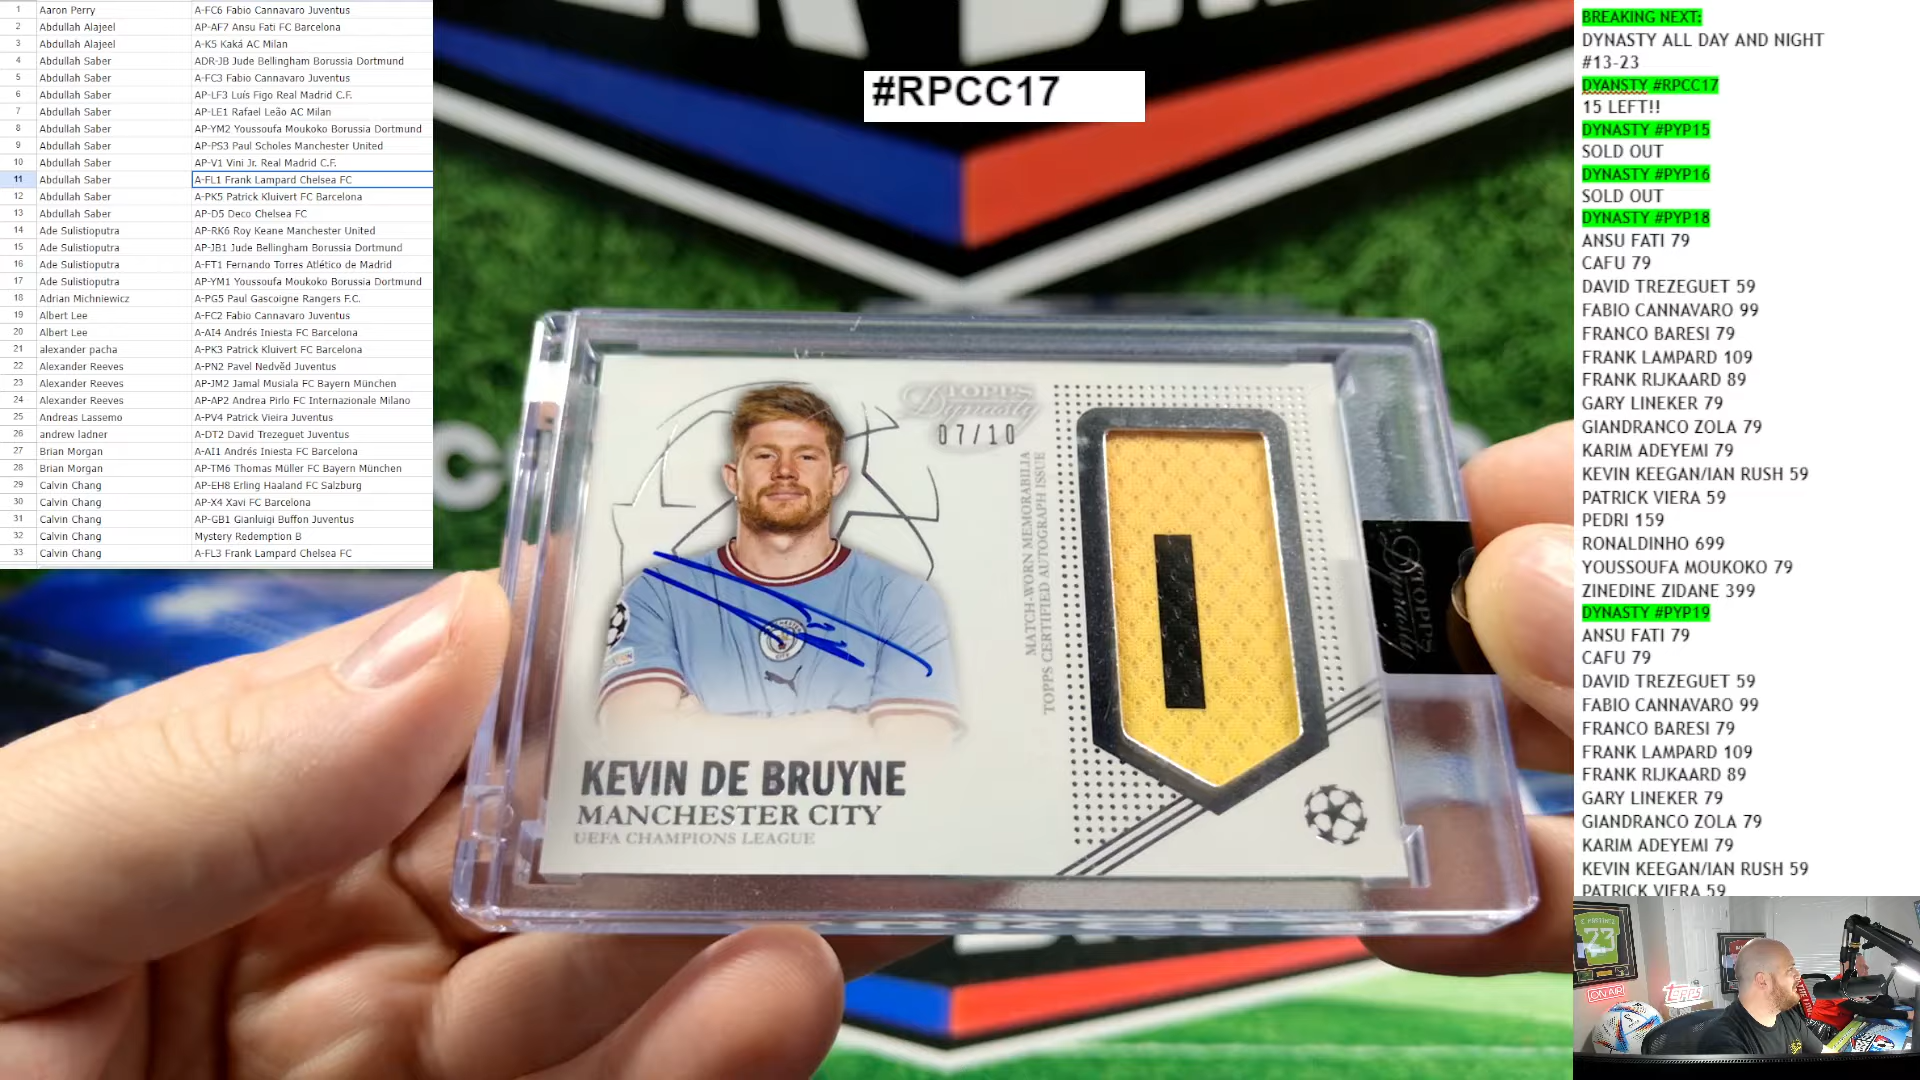 1 Aaron Perry A-FC6 Fabio Cannavaro Juventus
2 Abdullah Alajeel AP-AF7 Ansu Fati FC Barcelona
3 Abdullah Alajeel A-K5 Kaká AC Milan
4 Abdullah Saber ADR-JB Jude Bellingham Borussia Dortmund
5 Abdullah Saber A-FC3 Fabio Cannavaro Juventus
6 Abdullah Saber AP-LF3 Luís Figo Real Madrid C.F.
7 Abdullah Saber AP-LE1 Rafael Leão AC Milan
8 Abdullah Saber AP-YM2 Youssoufa Moukoko Borussia Dortmund
9 Abdullah Saber AP-PS3 Paul Scholes Manchester United
10 Abdullah Saber AP-V1 Vini Jr. Real Madrid C.F.
11 Abdullah Saber A-FL1 Frank Lampard Chelsea FC
12 Abdullah Saber A-PK5 Patrick Kluivert FC Barcelona
13 Abdullah Saber AP-D5 Deco Chelsea FC
14 Ade Sulistioputra AP-RK6 Roy Keane Manchester United
15 Ade Sulistioputra AP-JB1 Jude Bellingham Borussia Dortmund
16 Ade Sulistioputra A-FT1 Fernando Torres Atlético de Madrid
17 Ade Sulistioputra AP-YM1 Youssoufa Moukoko Borussia Dortmund
18 Adrian Michniewicz A-PG5 Paul Gascoigne Rangers F.C.
19 Albert Lee A-FC2 Fabio Cannavaro Juventus
20 Albert Lee A-AI4 Andrés Iniesta FC Barcelona
21 alexander pacha A-PK3 Patrick Kluivert FC Barcelona
22 Alexander Reeves A-PN2 Pavel Nedvěd Juventus
23 Alexander Reeves AP-JM2 Jamal Musiala FC Bayern München
24 Alexander Reeves AP-AP2 Andrea Pirlo FC Internazionale Milano
25 Andreas Lassemo A-PV4 Patrick Vieira Juventus
26 andrew ladner A-DT2 David Trezeguet Juventus
27 Brian Morgan A-AI1 Andrés Iniesta FC Barcelona
28 Brian Morgan AP-TM6 Thomas Müller FC Bayern München
29 Calvin Chang AP-EH8 Erling Haaland FC Salzburg
30 Calvin Chang AP-X4 Xavi FC Barcelona
31 Calvin Chang AP-GB1 Gianluigi Buffon Juventus
32 Calvin Chang Mystery Redemption B
33 Calvin Chang A-FL3 Frank Lampard Chelsea FC
#RPCC17
TOPPS
Dynasty
07/10
MATCH-WORN MEMORABILIA
TOPPS CERTIFIED AUTOGRAPH ISSUE
KEVIN DE BRUYNE
MANCHESTER CITY
UEFA CHAMPIONS LEAGUE
TOPPS
Dynasty
BREAKING NEXT:
DYNASTY ALL DAY AND NIGHT
#13-23
DYANSTY #RPCC17
15 LEFT!!
DYNASTY #PYP15
SOLD OUT
DYNASTY #PYP16
SOLD OUT
DYNASTY #PYP18
ANSU FATI 79
CAFU 79
DAVID TREZEGUET 59
FABIO CANNAVARO 99
FRANCO BARESI 79
FRANK LAMPARD 109
FRANK RIJKAARD 89
GARY LINEKER 79
GIANDRANCO ZOLA 79
KARIM ADEYEMI 79
KEVIN KEEGAN/IAN RUSH 59
PATRICK VIERA 59
PEDRI 159
RONALDINHO 699
YOUSSOUFA MOUKOKO 79
ZINEDINE ZIDANE 399
DYNASTY #PYP19
ANSU FATI 79
CAFU 79
DAVID TREZEGUET 59
FABIO CANNAVARO 99
FRANCO BARESI 79
FRANK LAMPARD 109
FRANK RIJKAARD 89
GARY LINEKER 79
GIANDRANCO ZOLA 79
KARIM ADEYEMI 79
KEVIN KEEGAN/IAN RUSH 59
PATRICK VIERA 59
23
ON AIR
topps